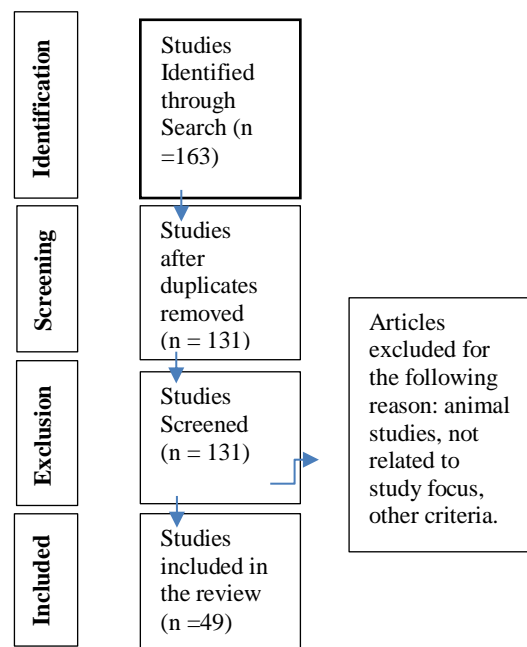 Identification
Studies
Identified
through
Search (n
=163)
Screening
Studies
after
duplicates
removed
(n = 131)
Exclusion
Studies
Screened
(n = 131)
Articles
excluded for
the following
reason: animal
studies, not
related to
study focus,
other criteria.
Included
Studies
included in
the review
(n =49)